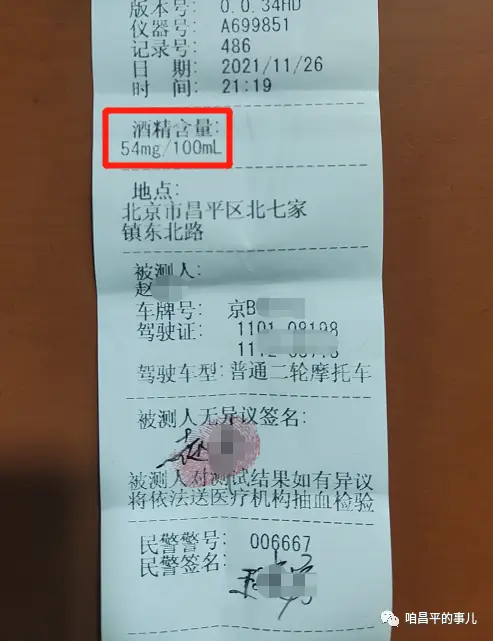 版本号: 0.0.34HD
仪器号: A699851
记录号: 486
日 期: 2021/11/26
时 间: 21:19
酒精含量:
54mg/100mL
地点:
北京市昌平区北七家
镇东北路
被测人:
赵
车牌号: 京B
驾驶证: 1101 08198
驾驶车型: 普通二轮摩托车
被测人无异议签名:
赵
被测人对测试结果如有异议
将依法送医疗机构抽血检验
民警警号: 006667
民警签名:
咱昌平的事儿